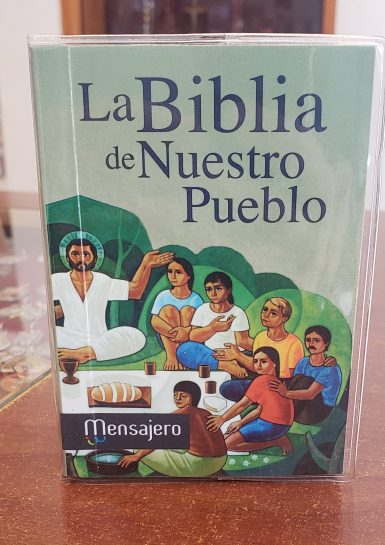 La Biblia
de Nuestro
Pueblo
Mensajero